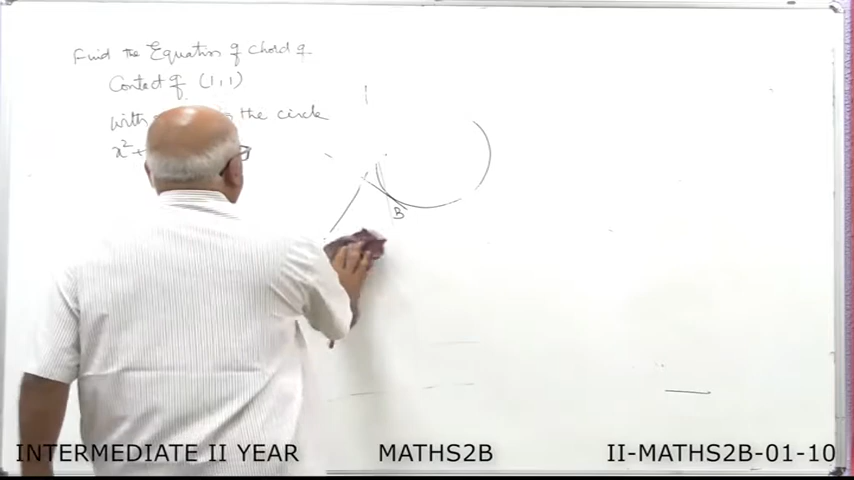 Find the Equation of chord of
Contact of (1,1)
with the circle
x² +
B
INTERMEDIATE II YEAR MATHS2B II-MATHS2B-01-10